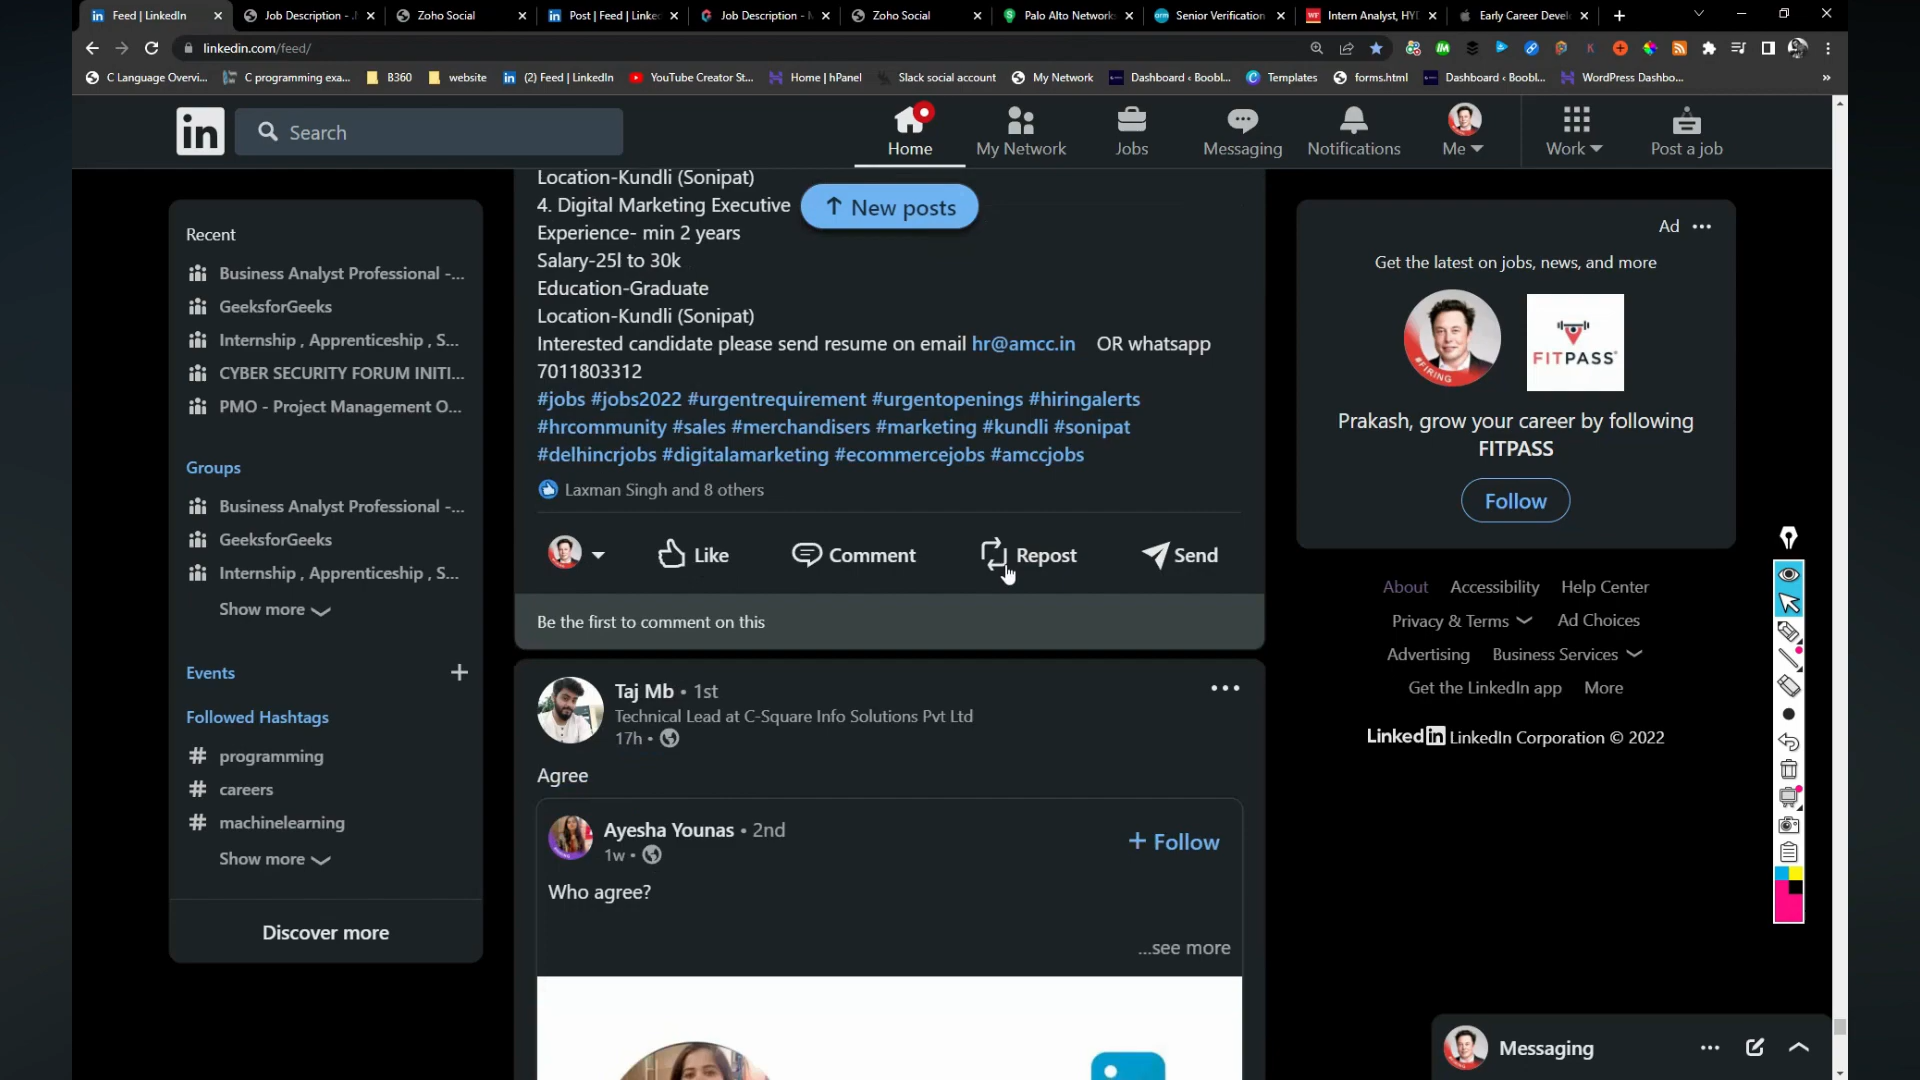 Feed | LinkedIn
Job Description - .
Zoho Social
Post | Feed | Linke
Job Description -
Zoho Social
Palo Alto Network
Senior Verification
Intern Analyst, HY
Early Career Devel
linkedin.com/feed/
C Language Overvi...
C programming exa...
B360
website
(2) Feed | LinkedIn
YouTube Creator St...
Home | hPanel
Slack social account
My Network
Dashboard ‹ Boobl...
Templates
forms.html
Dashboard ‹ Boobl...
WordPress Dashbo...
»
in
Search
Home
My Network
Jobs
Messaging
Notifications
Me
Work
Post a job
Recent
Business Analyst Professional -...
GeeksforGeeks
Internship , Apprenticeship , S...
CYBER SECURITY FORUM INITI...
PMO - Project Management O...
Groups
Business Analyst Professional -...
GeeksforGeeks
Internship , Apprenticeship , S...
Show more
Events
Followed Hashtags
# programming
# careers
# machinelearning
Show more
Discover more
New posts
Location-Kundli (Sonipat)
4. Digital Marketing Executive
Experience- min 2 years
Salary-25l to 30k
Education-Graduate
Location-Kundli (Sonipat)
Interested candidate please send resume on email hr@amcc.in OR whatsapp
7011803312
#jobs #jobs2022 #urgentrequirement #urgentopenings #hiringalerts
#hrcommunity #sales #merchandisers #marketing #kundli #sonipat
#delhincrjobs #digitalamarketing #ecommercejobs #amccjobs
Laxman Singh and 8 others
Like
Comment
Repost
Send
Be the first to comment on this
Taj Mb • 1st
Technical Lead at C-Square Info Solutions Pvt Ltd
17h •
Agree
Ayesha Younas • 2nd
1w •
+ Follow
Who agree?
...see more
Ad
Get the latest on jobs, news, and more
#FIRING
FITPASS
Prakash, grow your career by following
FITPASS
Follow
About Accessibility Help Center
Privacy & Terms Ad Choices
Advertising Business Services
Get the LinkedIn app More
LinkedIn LinkedIn Corporation © 2022
Messaging